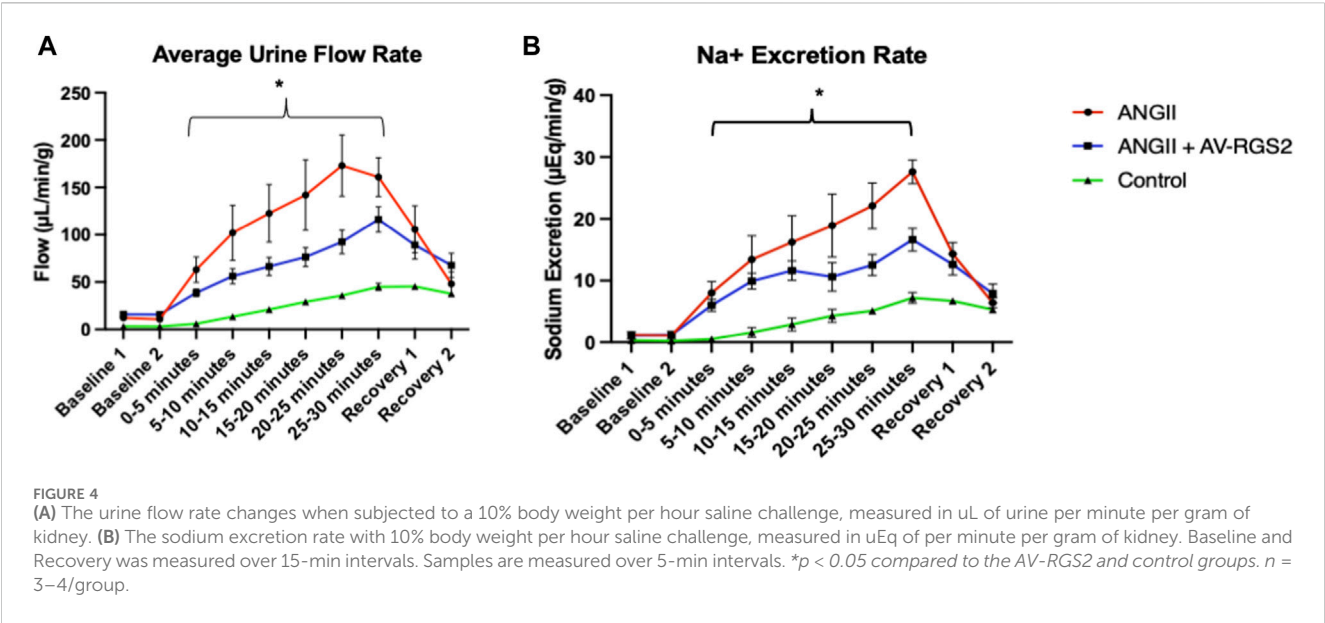 A
Average Urine Flow Rate
*
250
200
150
100
50
0
Flow (µL/min/g)
Baseline 1
Baseline 2
0-5 minutes
5-10 minutes
10-15 minutes
15-20 minutes
20-25 minutes
25-30 minutes
Recovery 1
Recovery 2
B
Na+ Excretion Rate
*
40
30
20
10
0
Sodium Excretion (µEq/min/g)
Baseline 1
Baseline 2
0-5 minutes
5-10 minutes
10-15 minutes
15-20 minutes
20-25 minutes
25-30 minutes
Recovery 1
Recovery 2
ANGII
ANGII + AV-RGS2
Control
FIGURE 4
(A) The urine flow rate changes when subjected to a 10% body weight per hour saline challenge, measured in uL of urine per minute per gram of
kidney. (B) The sodium excretion rate with 10% body weight per hour saline challenge, measured in uEq of per minute per gram of kidney. Baseline and
Recovery was measured over 15-min intervals. Samples are measured over 5-min intervals. *p < 0.05 compared to the AV-RGS2 and control groups. n =
3–4/group.